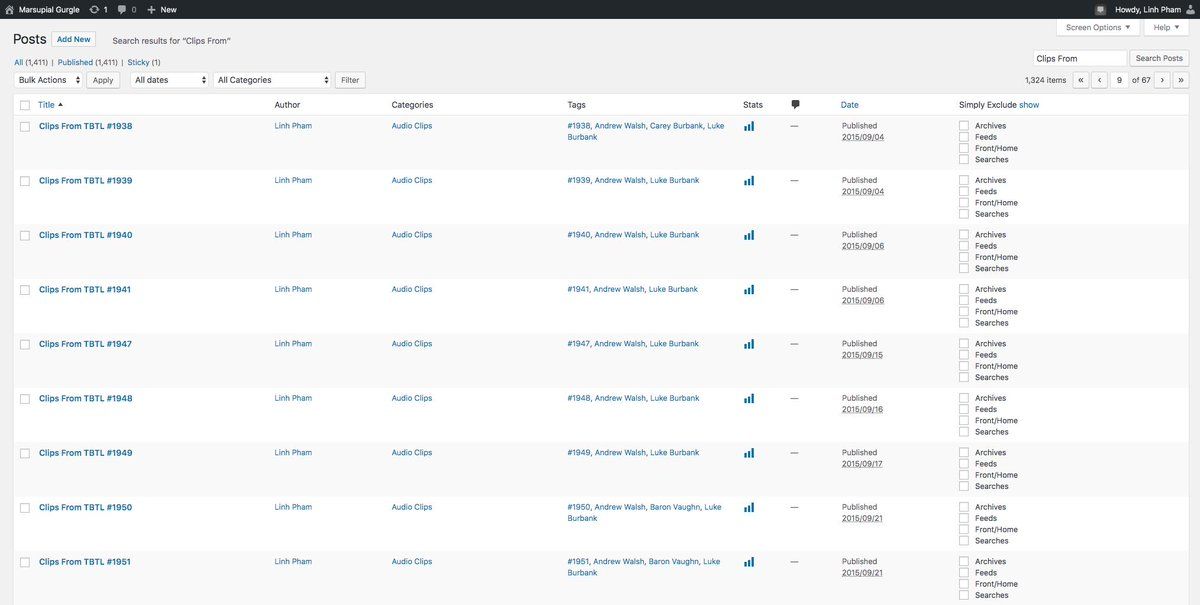 Marsupial Gurgle 1 0 New Howdy, Linh Pham
Screen Options Help
Posts Add New Search results for “Clips From”
All (1,411) | Published (1,411) | Sticky (1)
Clips From Search Posts
Bulk Actions Apply All dates All Categories Filter 1,324 items « ‹ 9 of 67 › »
Title Author Categories Tags Stats Date Simply Exclude show
Clips From TBTL #1938 Linh Pham Audio Clips #1938, Andrew Walsh, Carey Burbank, Luke — Published Archives
Burbank 2015/09/04 Feeds
Front/Home
Searches
Clips From TBTL #1939 Linh Pham Audio Clips #1939, Andrew Walsh, Luke Burbank — Published Archives
2015/09/04 Feeds
Front/Home
Searches
Clips From TBTL #1940 Linh Pham Audio Clips #1940, Andrew Walsh, Luke Burbank — Published Archives
2015/09/06 Feeds
Front/Home
Searches
Clips From TBTL #1941 Linh Pham Audio Clips #1941, Andrew Walsh, Luke Burbank — Published Archives
2015/09/06 Feeds
Front/Home
Searches
Clips From TBTL #1947 Linh Pham Audio Clips #1947, Andrew Walsh, Luke Burbank — Published Archives
2015/09/15 Feeds
Front/Home
Searches
Clips From TBTL #1948 Linh Pham Audio Clips #1948, Andrew Walsh, Luke Burbank — Published Archives
2015/09/16 Feeds
Front/Home
Searches
Clips From TBTL #1949 Linh Pham Audio Clips #1949, Andrew Walsh, Luke Burbank — Published Archives
2015/09/17 Feeds
Front/Home
Searches
Clips From TBTL #1950 Linh Pham Audio Clips #1950, Andrew Walsh, Baron Vaughn, Luke — Published Archives
Burbank 2015/09/21 Feeds
Front/Home
Searches
Clips From TBTL #1951 Linh Pham Audio Clips #1951, Andrew Walsh, Baron Vaughn, Luke — Published Archives
Burbank 2015/09/21 Feeds
Front/Home
Searches